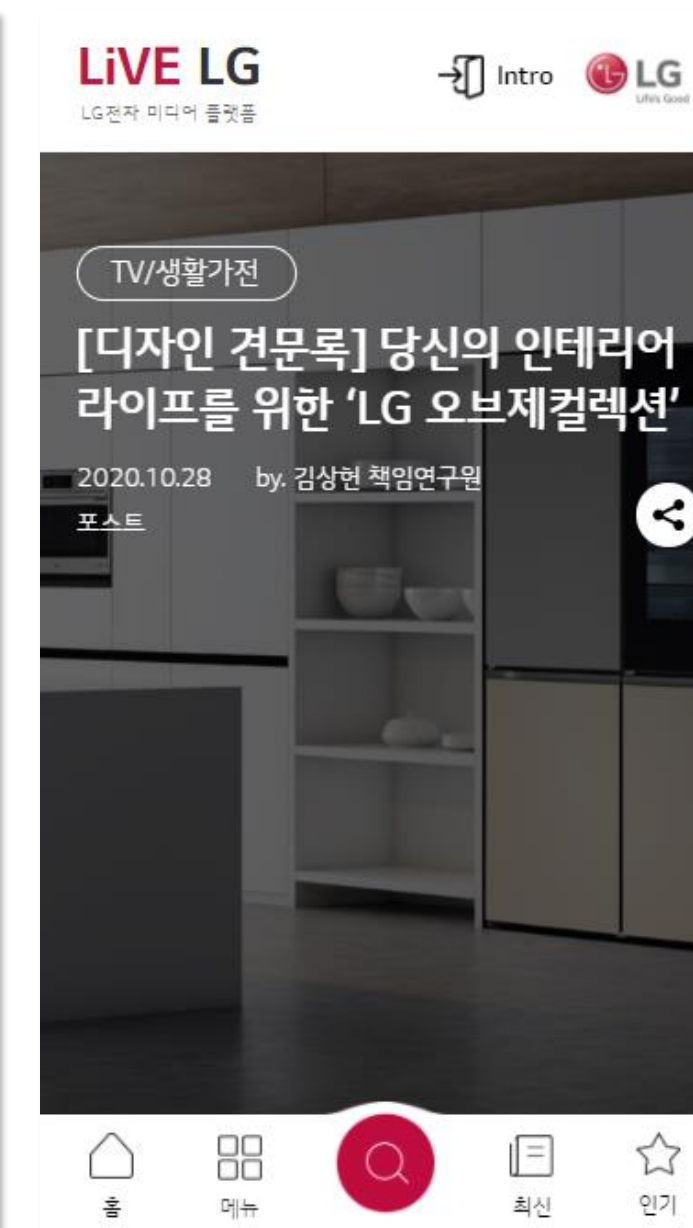 LiVE LG
LG전자 미디어 플랫폼
Intro
LG
Life's Good
TV/생활가전
[디자인 견문록] 당신의 인테리어
라이프를 위한 ‘LG 오브제컬렉션’
2020.10.28 by. 김상헌 책임연구원
포스트
홈
메뉴
최신
인기